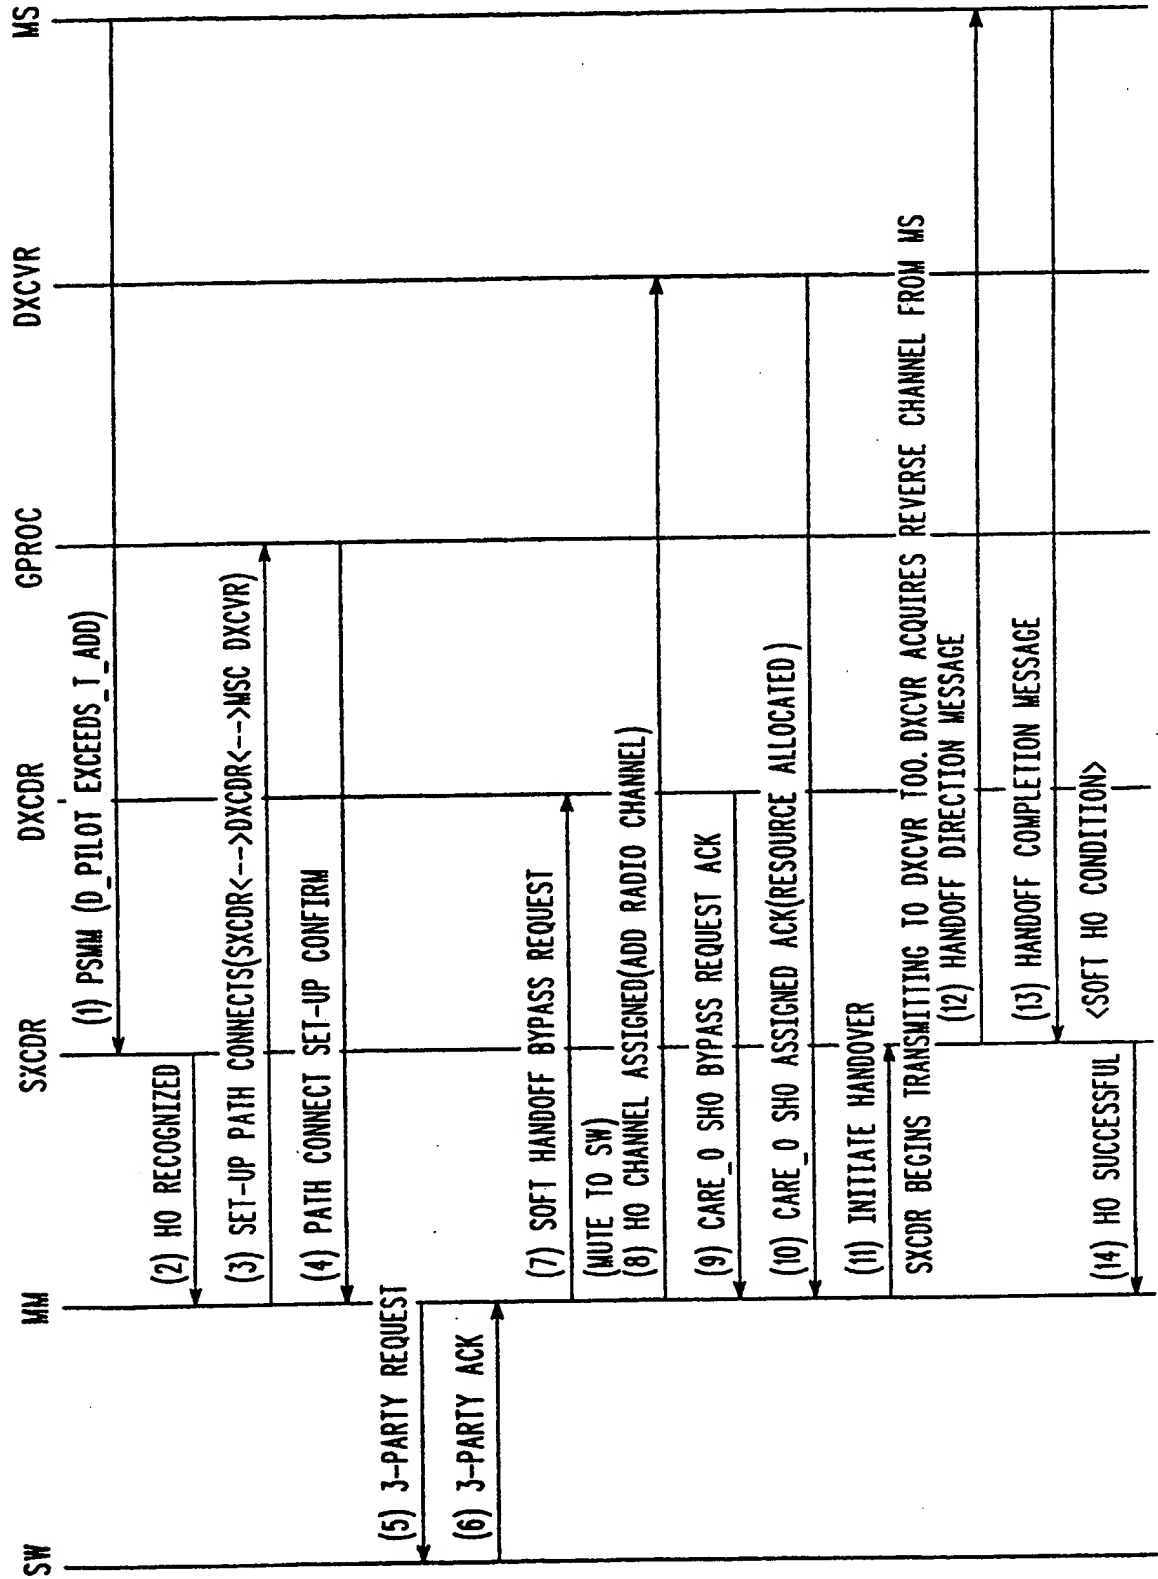 SW MM SXCDR DXCDR GPROC DXCVR MS
(1) PSMM (D_PILOT EXCEEDS_T_ADD)
(2) HO RECOGNIZED
(3) SET-UP PATH CONNECTS(SXCDR<-->DXCDR<-->MSC DXCVR)
(4) PATH CONNECT SET-UP CONFIRM
(5) 3-PARTY REQUEST
(6) 3-PARTY ACK
(7) SOFT HANDOFF BYPASS REQUEST
(MUTE TO SW)
(8) HO CHANNEL ASSIGNED(ADD RADIO CHANNEL)
(9) CARE_O SHO BYPASS REQUEST ACK
(10) CARE_O SHO ASSIGNED ACK(RESOURCE ALLOCATED)
(11) INITIATE HANDOVER
SXCDR BEGINS TRANSMITTING TO DXCVR TOO. DXCVR ACQUIRES REVERSE CHANNEL FROM MS
(12) HANDOFF DIRECTION MESSAGE
(13) HANDOFF COMPLETION MESSAGE
<SOFT HO CONDITION>
(14) HO SUCCESSFUL